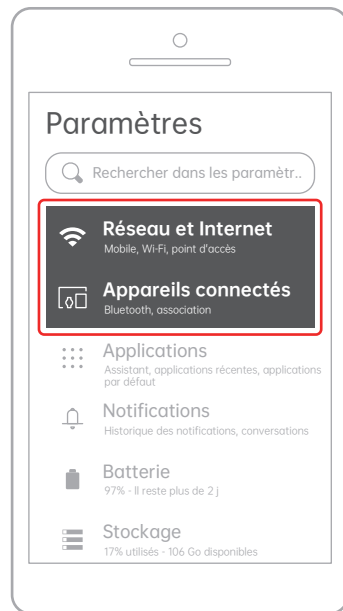 Paramètres
Rechercher dans les paramètr..
Réseau et Internet
Mobile, Wi-Fi, point d'accès
Appareils connectés
Bluetooth, association
Applications
Assistant, applications récentes, applications
par défaut
Notifications
Historique des notifications, conversations
Batterie
97% - Il reste plus de 2 j
Stockage
17% utilisés - 106 Go disponibles